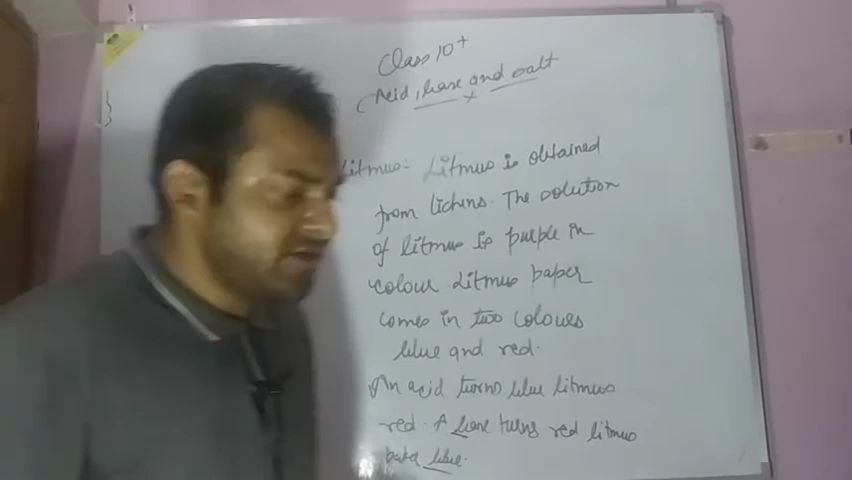 Class 10+
(Acid, base and salt
Litmus:- Litmus is obtained
from lichens. The solution
of litmus is purple in
colour. Litmus paper
comes in two colours
blue and red.
An acid turns blue litmus
red. A base turns red litmus
blue.